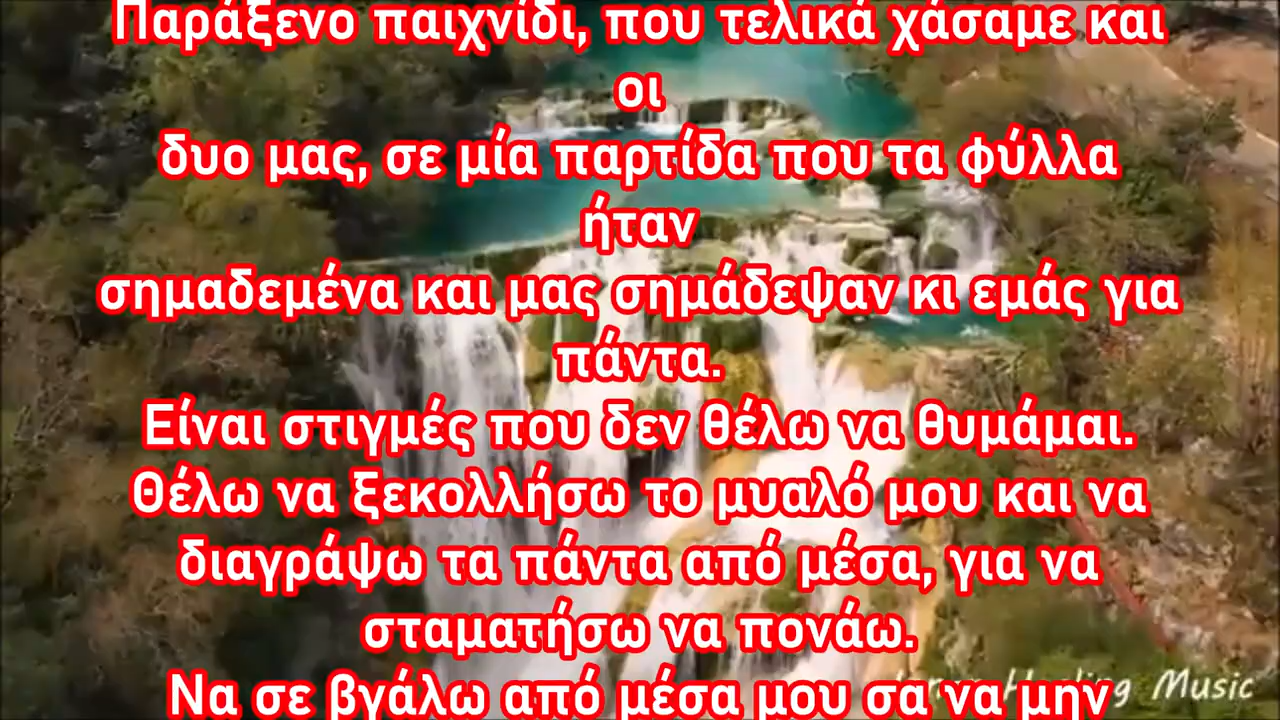 Παράξενο παιχνίδι, που τελικά χάσαμε και
οι
δυο μας, σε μία παρτίδα που τα φύλλα
ήταν
σημαδεμένα και μας σημάδεψαν κι εμάς για
πάντα.
Είναι στιγμές που δεν θέλω να θυμάμαι.
Θέλω να ξεκολλήσω το μυαλό μου και να
διαγράψω τα πάντα από μέσα, για να
σταματήσω να πονάω.
Να σε βγάλω από μέσα μου σα να μην
Healing Music